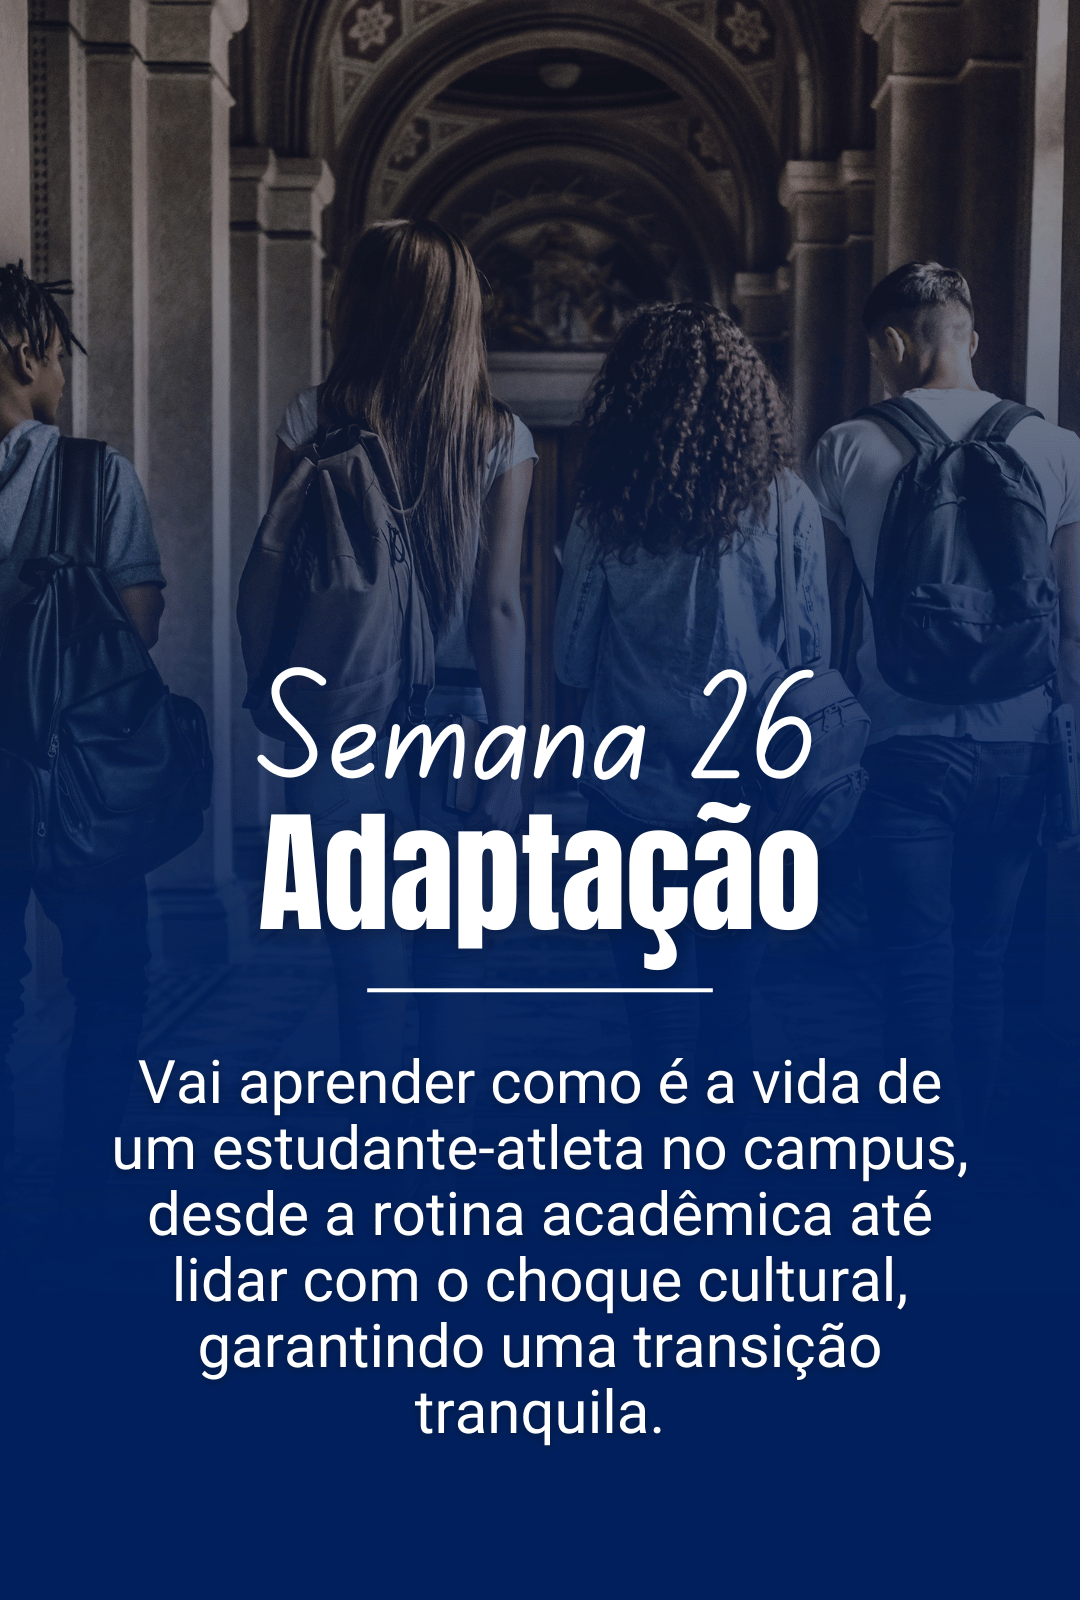 Semana 26
Adaptação
Vai aprender como é a vida de
um estudante-atleta no campus,
desde a rotina acadêmica até
lidar com o choque cultural,
garantindo uma transição
tranquila.